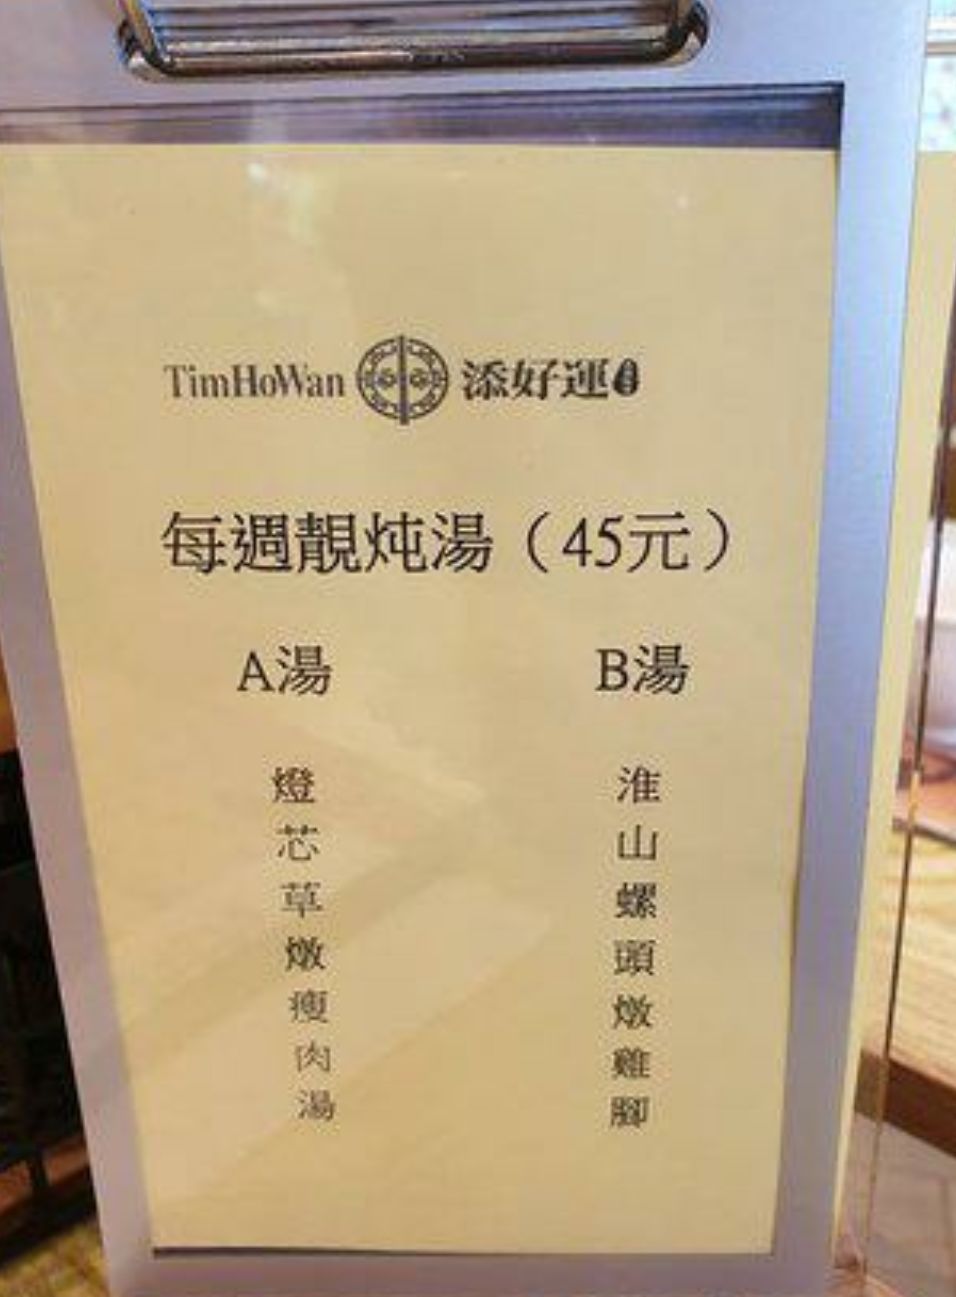 TimHoWan 添好運
每週靚炖湯（45元）
A湯
燈芯草燉瘦肉湯
B湯
淮山螺頭燉雞腳